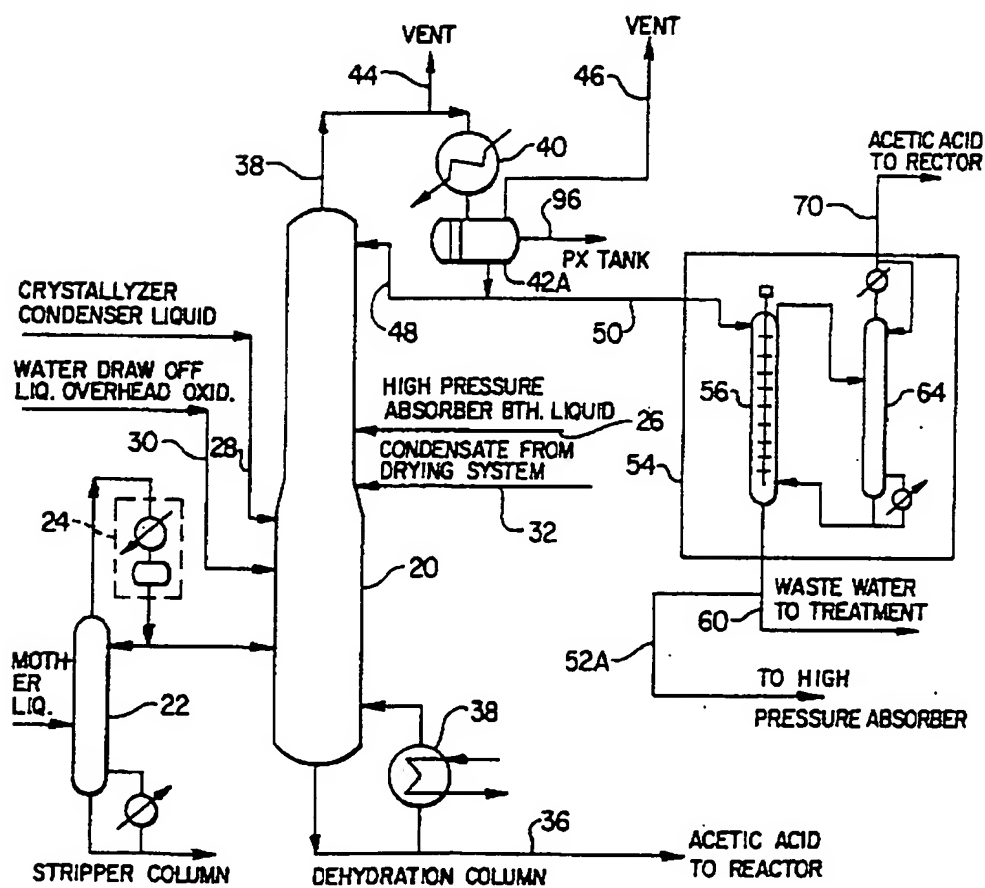 VENT
VENT
44
46
40
ACETIC ACID
TO RECTOR
38
96
70
PX TANK
42A
CRYSTALLYZER
CONDENSER LIQUID
48
50
WATER DRAW OFF
LIQ. OVERHEAD OXID.
HIGH PRESSURE
ABSORBER BTH. LIQUID
56
64
26
30
28
CONDENSATE FROM
DRYING SYSTEM
54
24
32
20
WASTE WATER
TO TREATMENT
60
MOTH
ER
LIQ.
52A
22
38
TO HIGH
PRESSURE ABSORBER
36
ACETIC ACID
TO REACTOR
STRIPPER COLUMN
DEHYDRATION COLUMN